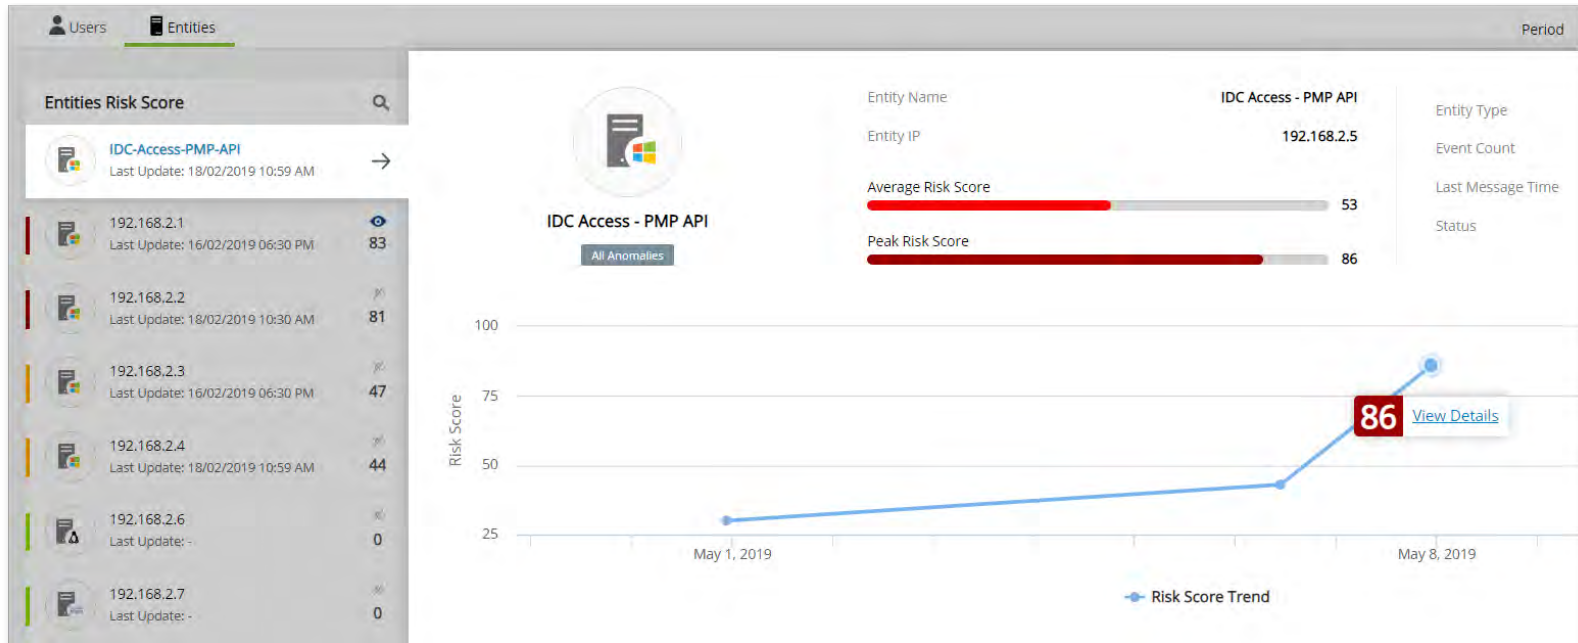 Users
Entities
Period
Entities Risk Score
IDC-Access-PMP-API
Last Update: 18/02/2019 10:59 AM
192.168.2.1
Last Update: 16/02/2019 06:30 PM
83
192.168.2.2
Last Update: 18/02/2019 10:30 AM
81
192.168.2.3
Last Update: 16/02/2019 06:30 PM
47
192.168.2.4
Last Update: 18/02/2019 10:59 AM
44
192.168.2.6
Last Update: -
0
192.168.2.7
Last Update: -
0
IDC Access - PMP API
All Anomalies
Entity Name
IDC Access - PMP API
Entity IP
192.168.2.5
Average Risk Score
53
Peak Risk Score
86
Entity Type
Event Count
Last Message Time
Status
100
75
50
25
Risk Score
86
View Details
May 1, 2019
May 8, 2019
Risk Score Trend